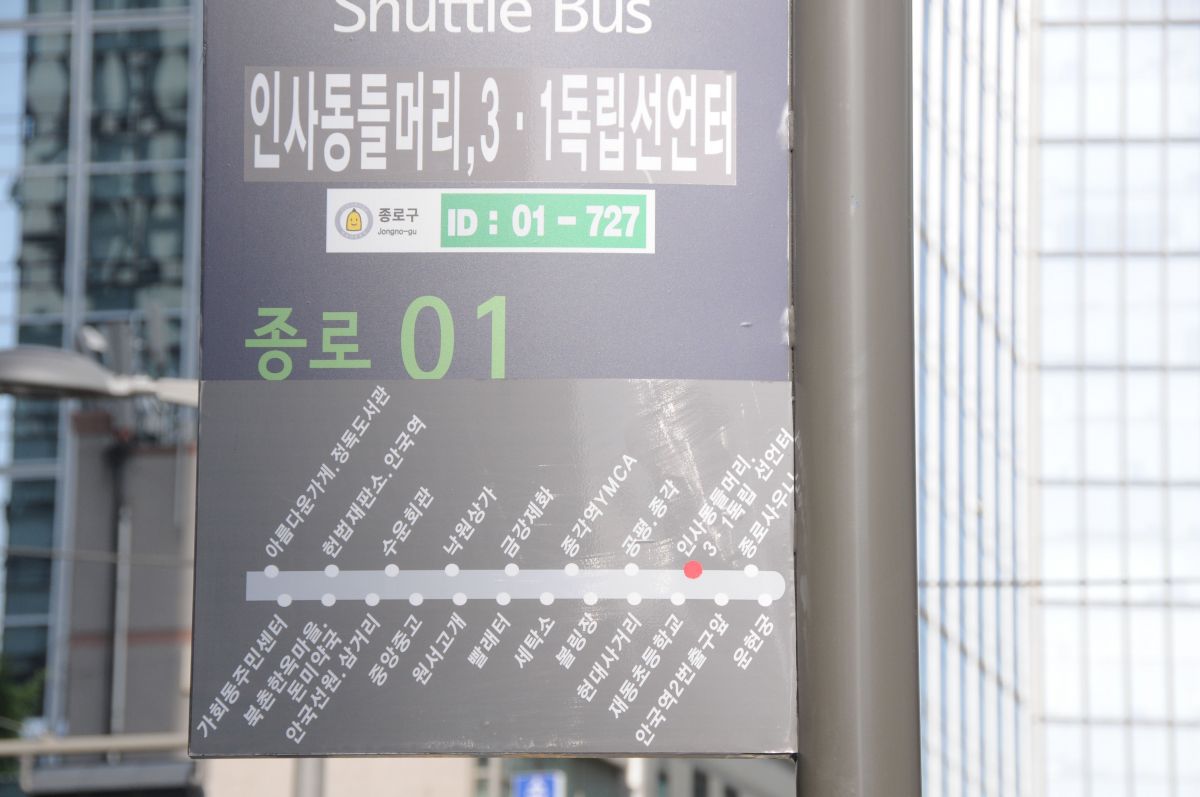 Shuttle Bus
인사동들머리,3·1독립선언터
종로구
Jongno-gu
ID : 01 - 727
종로 01
아름다운가게.정독도서관
헌법재판소.안국역
수운회관
낙원상가
금강제화
종각역YMCA
공평.종각
인사동들머리,
3·1독립 선언터
종로사우나
가회동주민센터
북촌한옥마을.
돈미약국
안국선원.삼거리
중앙중고
원서고개
빨래터
세탁소
볼링장
현대사거리
재동초등학교
안국역2번출구앞
운현궁